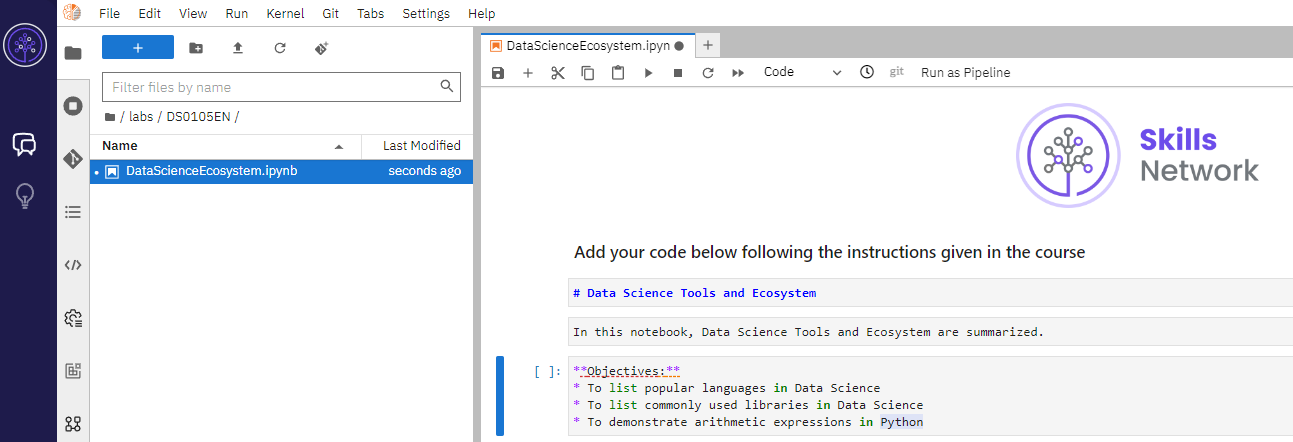 File Edit View Run Kernel Git Tabs Settings Help
+
Filter files by name
/ labs / DS0105EN /
Name Last Modified
DataScienceEcosystem.ipynb seconds ago
DataScienceEcosystem.ipyn
Code git Run as Pipeline
Skills
Network
Add your code below following the instructions given in the course
# Data Science Tools and Ecosystem
In this notebook, Data Science Tools and Ecosystem are summarized.
[ ]: **Objectives:**
* To list popular languages in Data Science
* To list commonly used libraries in Data Science
* To demonstrate arithmetic expressions in Python